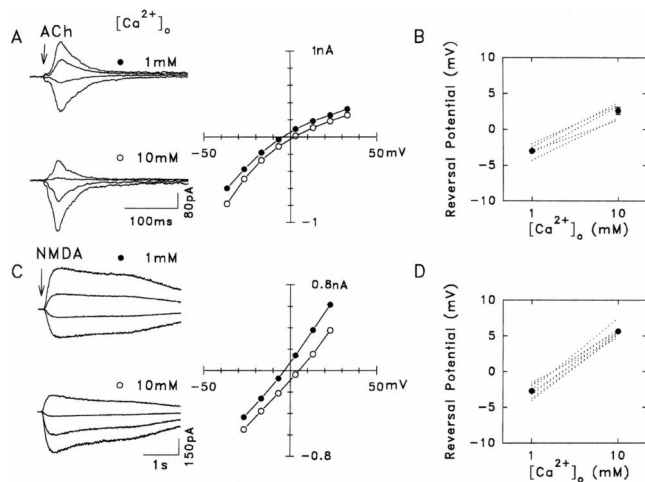 A
ACh
[Ca2+]o
1mM
10mM
100ms
80pA
1nA
-50
50mV
-1
B
Reversal Potential (mV)
10
5
0
-5
-10
1
10
[Ca2+]o (mM)
C
NMDA
1mM
10mM
1s
150pA
0.8nA
-50
50mV
-0.8
D
Reversal Potential (mV)
10
5
0
-5
-10
1
10
[Ca2+]o (mM)